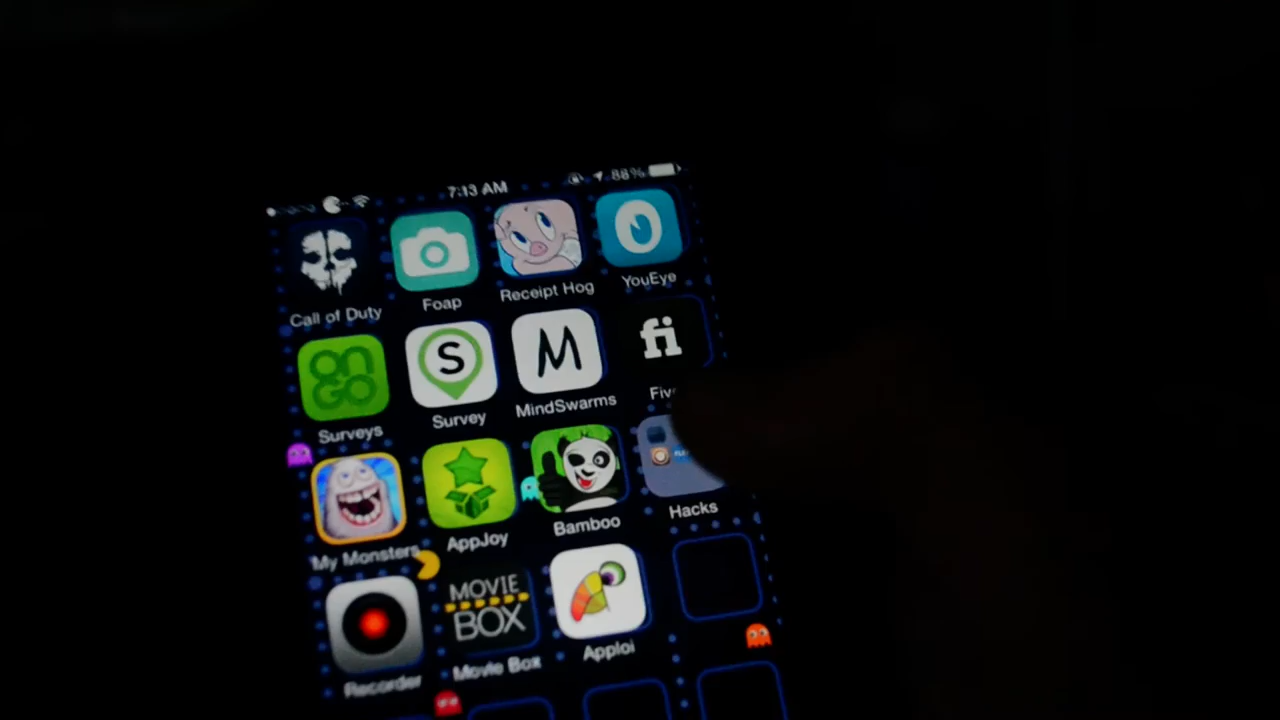 7:13 AM 88%
Call of Duty Foap Receipt Hog YouEye
S M fi
onGO
Surveys Survey MindSwarms
Hacks
My Monsters AppJoy Bamboo
MOVIE
BOX
Recorder Movie Box Apploi